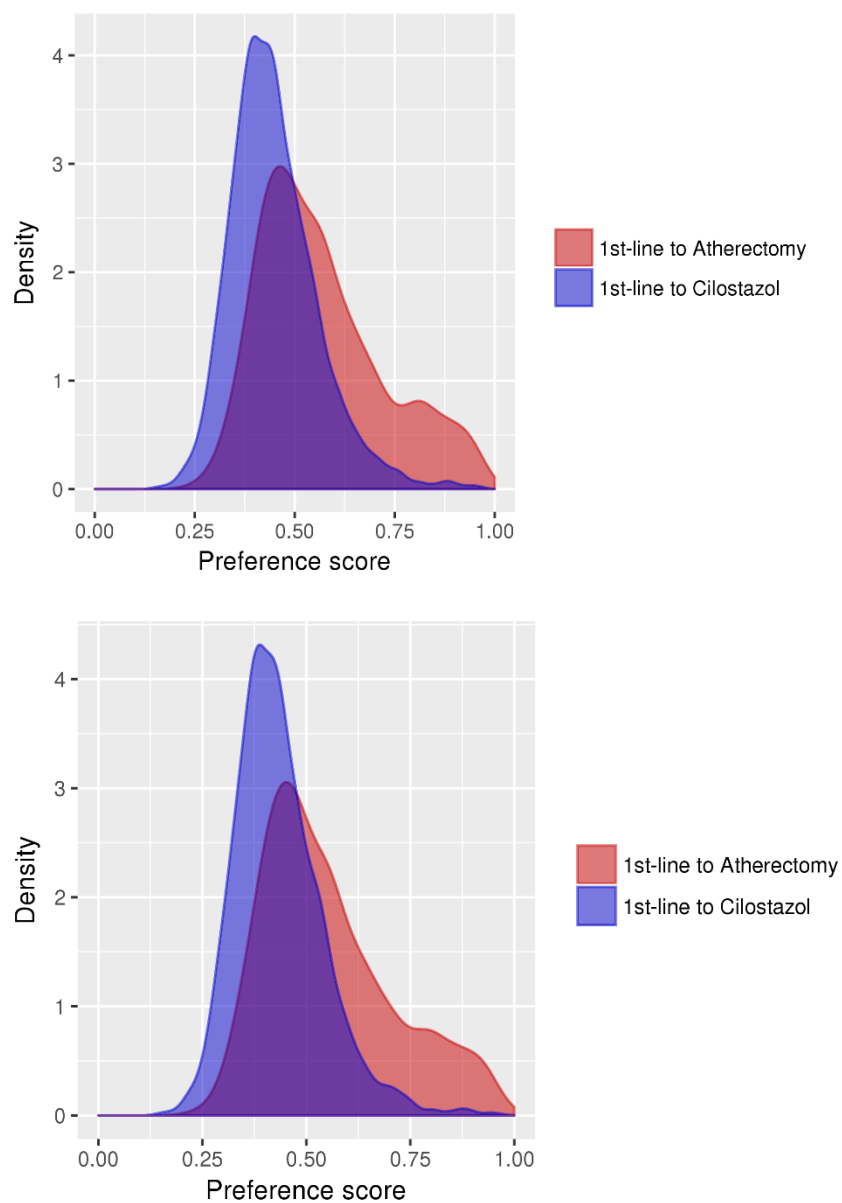 4
3
2
1
0
Density
0.00 0.25 0.50 0.75 1.00
Preference score
1st-line to Atherectomy
1st-line to Cilostazol
4
3
2
1
0
Density
0.00 0.25 0.50 0.75 1.00
Preference score
1st-line to Atherectomy
1st-line to Cilostazol